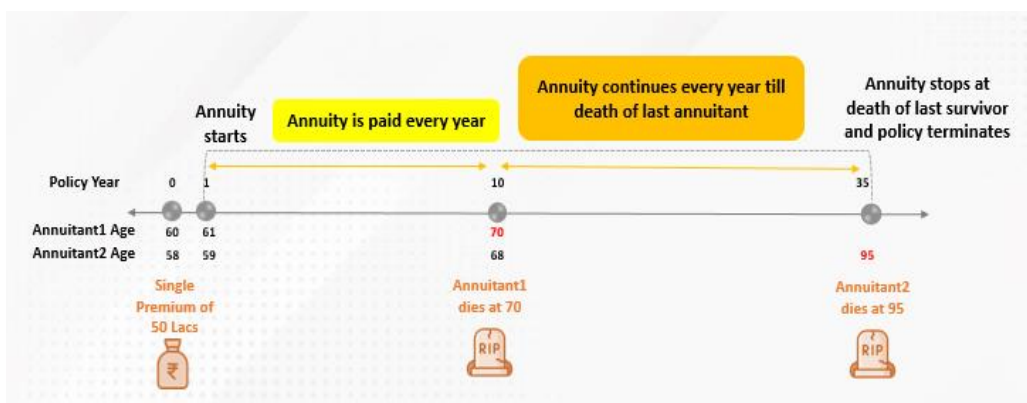 Annuity
starts
Annuity is paid every year
Annuity continues every year till
death of last annuitant
Annuity stops at
death of last survivor
and policy terminates
Policy Year 0 1 10 35
Annuitant1 Age 60 61 70
Annuitant2 Age 58 59 68 95
Single
Premium of
50 Lacs
₹
Annuitant1
dies at 70
RIP
Annuitant2
dies at 95
RIP